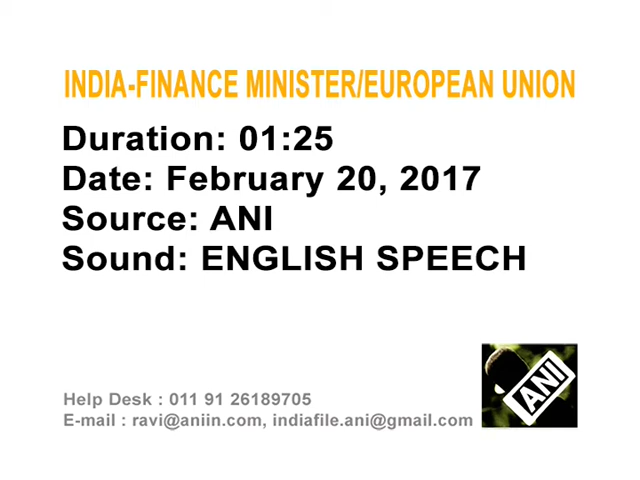 INDIA-FINANCE MINISTER/EUROPEAN UNION
Duration: 01:25
Date: February 20, 2017
Source: ANI
Sound: ENGLISH SPEECH
Help Desk : 011 91 26189705
E-mail : ravi@aniin.com, indiafile.ani@gmail.com
ANI